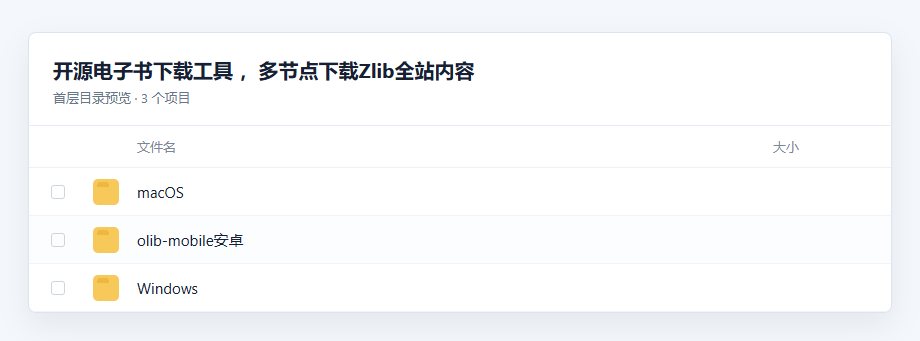 开源电子书下载工具 ，多节点下载Zlib全站内容
首层目录预览 · 3 个项目
文件名 大小
macOS
olib-mobile安卓
Windows